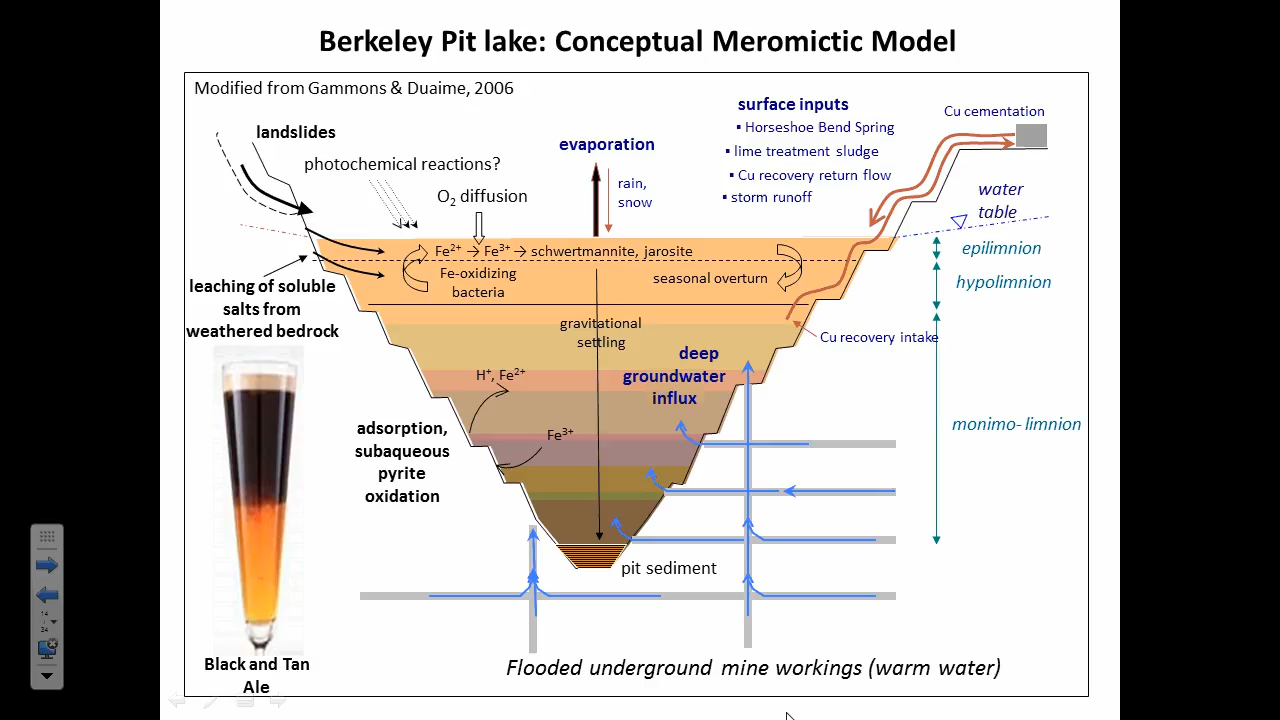 Berkeley Pit lake: Conceptual Meromictic Model
Modified from Gammons & Duaime, 2006
landslides
photochemical reactions?
O₂ diffusion
evaporation
rain,
snow
surface inputs
▪ Horseshoe Bend Spring
▪ lime treatment sludge
▪ Cu recovery return flow
▪ storm runoff
Cu cementation
water
table
epilimnion
hypolimnion
monimo- limnion
Fe²⁺ → Fe³⁺ → schwertmannite, jarosite
Fe-oxidizing
bacteria
seasonal overturn
leaching of soluble
salts from
weathered bedrock
gravitational
settling
Cu recovery intake
deep
groundwater
influx
H⁺, Fe²⁺
Fe³⁺
adsorption,
subaqueous
pyrite
oxidation
pit sediment
Black and Tan
Ale
Flooded underground mine workings (warm water)
14
24